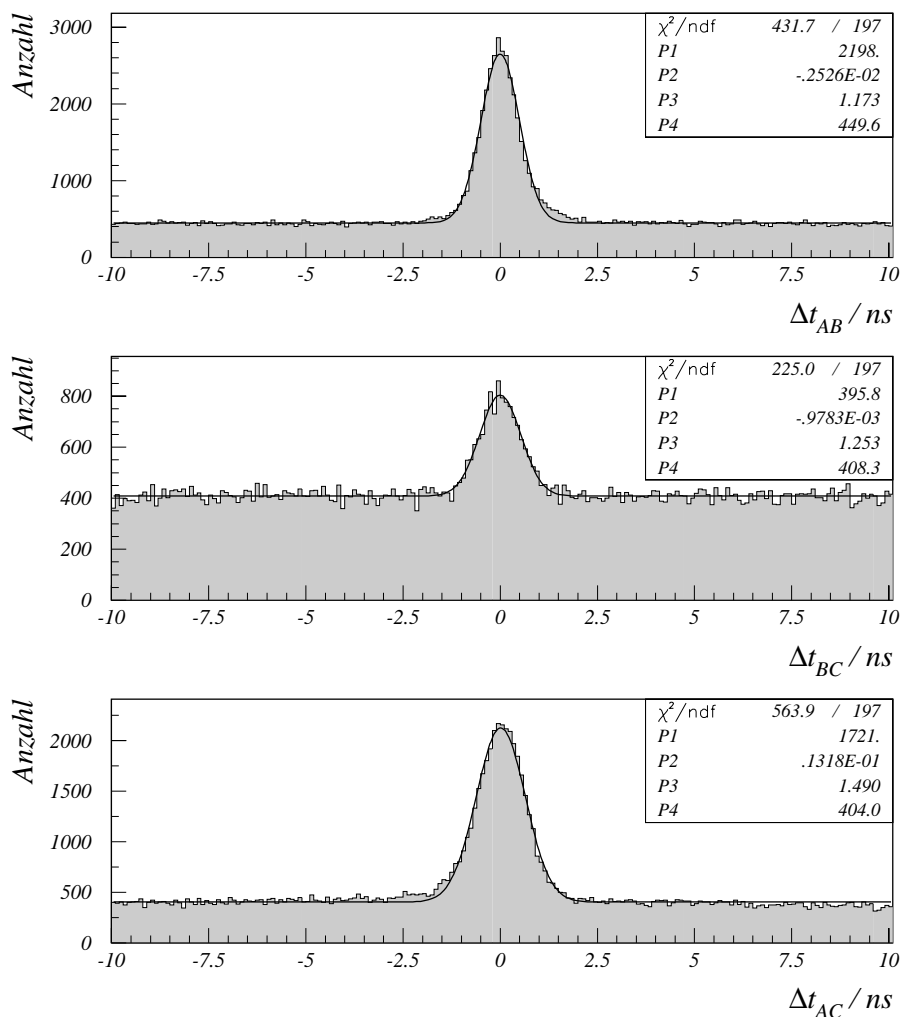 Anzahl
3000
2000
1000
0
χ²/ndf 431.7 / 197
P1 2198.
P2 -.2526E-02
P3 1.173
P4 449.6
-10 -7.5 -5 -2.5 0 2.5 5 7.5 10
Δt_AB / ns
Anzahl
800
600
400
200
0
χ²/ndf 225.0 / 197
P1 395.8
P2 -.9783E-03
P3 1.253
P4 408.3
-10 -7.5 -5 -2.5 0 2.5 5 7.5 10
Δt_BC / ns
Anzahl
2000
1500
1000
500
0
χ²/ndf 563.9 / 197
P1 1721.
P2 .1318E-01
P3 1.490
P4 404.0
-10 -7.5 -5 -2.5 0 2.5 5 7.5 10
Δt_AC / ns